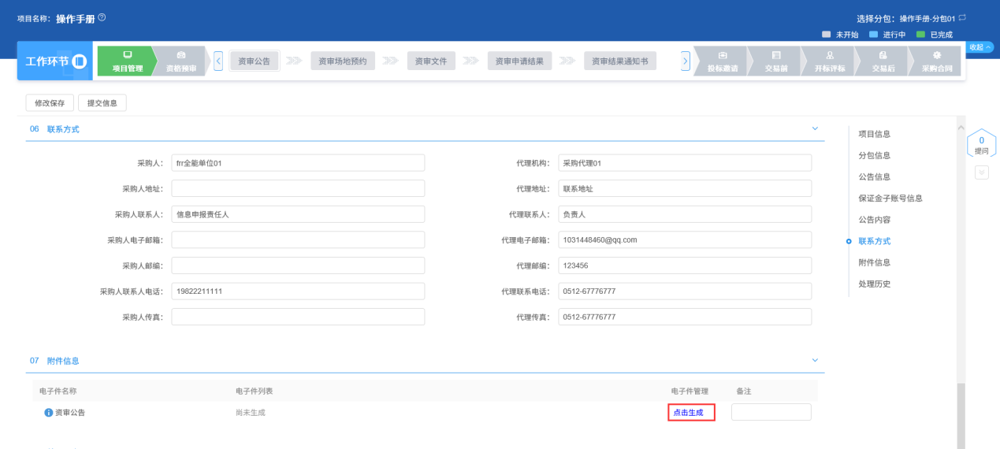 项目名称: 操作手册 ?
选择分包: 操作手册-分包01
未开始 进行中 已完成
工作环节
项目管理
资格预审
资审公告
资审场地预约
资审文件
资审申请结果
资审结果通知书
投标邀请
交易前
开标评标
交易后
采购合同
收起
修改保存
提交信息
06 联系方式
采购人: frr全能单位01
代理机构: 采购代理01
采购人地址:
代理地址: 联系地址
采购人联系人: 信息申报责任人
代理联系人: 负责人
采购人电子邮箱:
代理电子邮箱: 1031448460@qq.com
采购人邮编:
代理邮编: 123456
采购人联系人电话: 19822211111
代理联系电话: 0512-67776777
采购人传真:
代理传真: 0512-67776777
07 附件信息
电子件名称 电子件列表 电子件管理 备注
资审公告 尚未生成 点击生成
项目信息
分包信息
公告信息
保证金子账号信息
公告内容
联系方式
附件信息
处理历史
0
提问